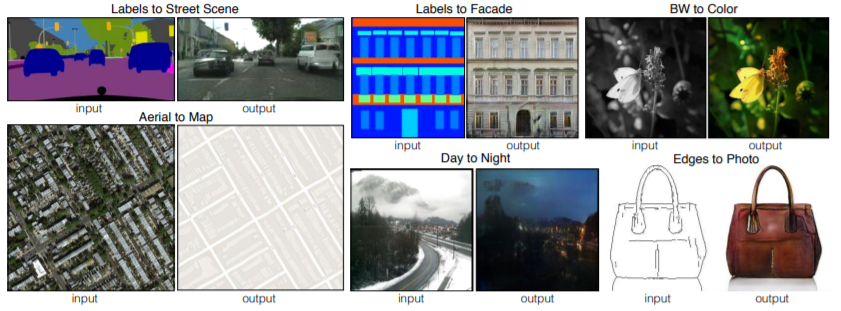 Labels to Street Scene
input
output
Aerial to Map
input
output
Labels to Facade
input
output
BW to Color
input
output
Day to Night
input
output
Edges to Photo
input
output